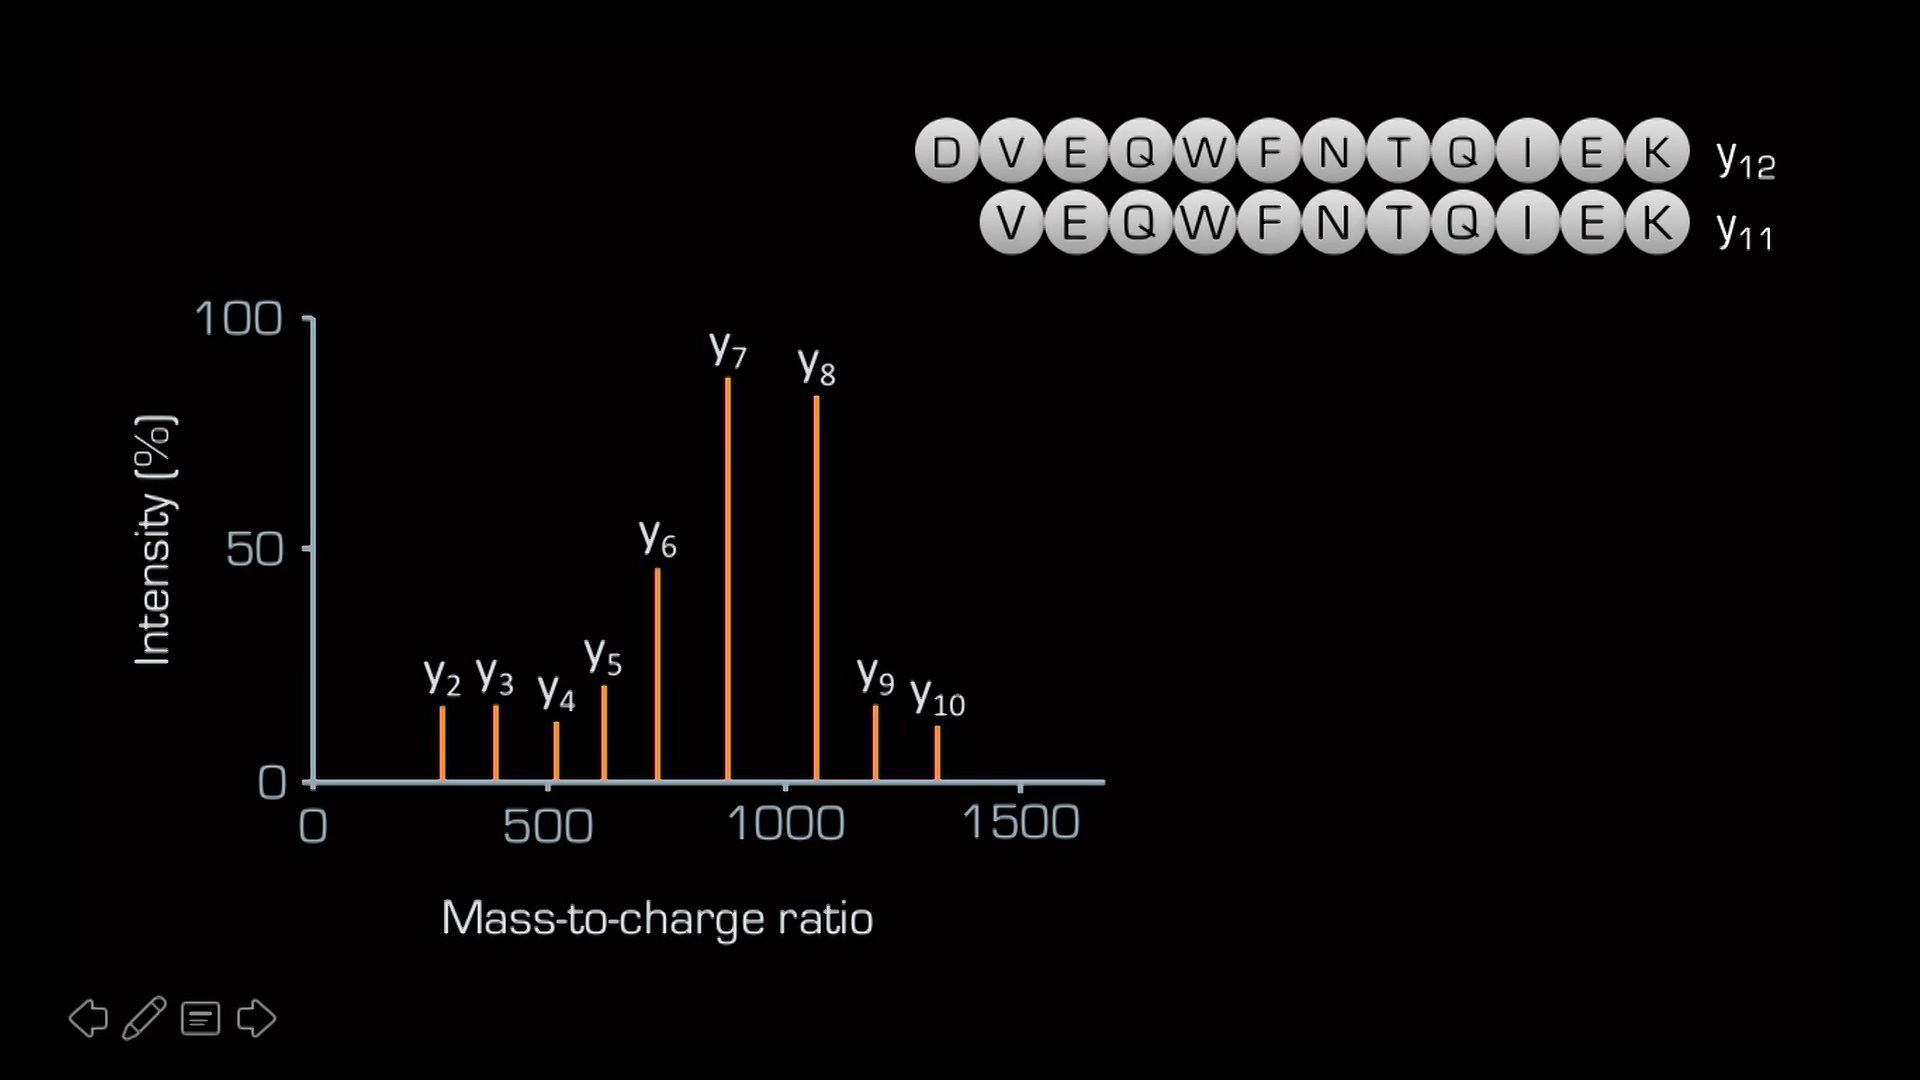 D V E Q W F N T Q I E K y12
V E Q W F N T Q I E K y11
100
y7
y8
Intensity (%)
50
y6
y5
y2 y3 y4
y9 y10
0
0 500 1000 1500
Mass-to-charge ratio